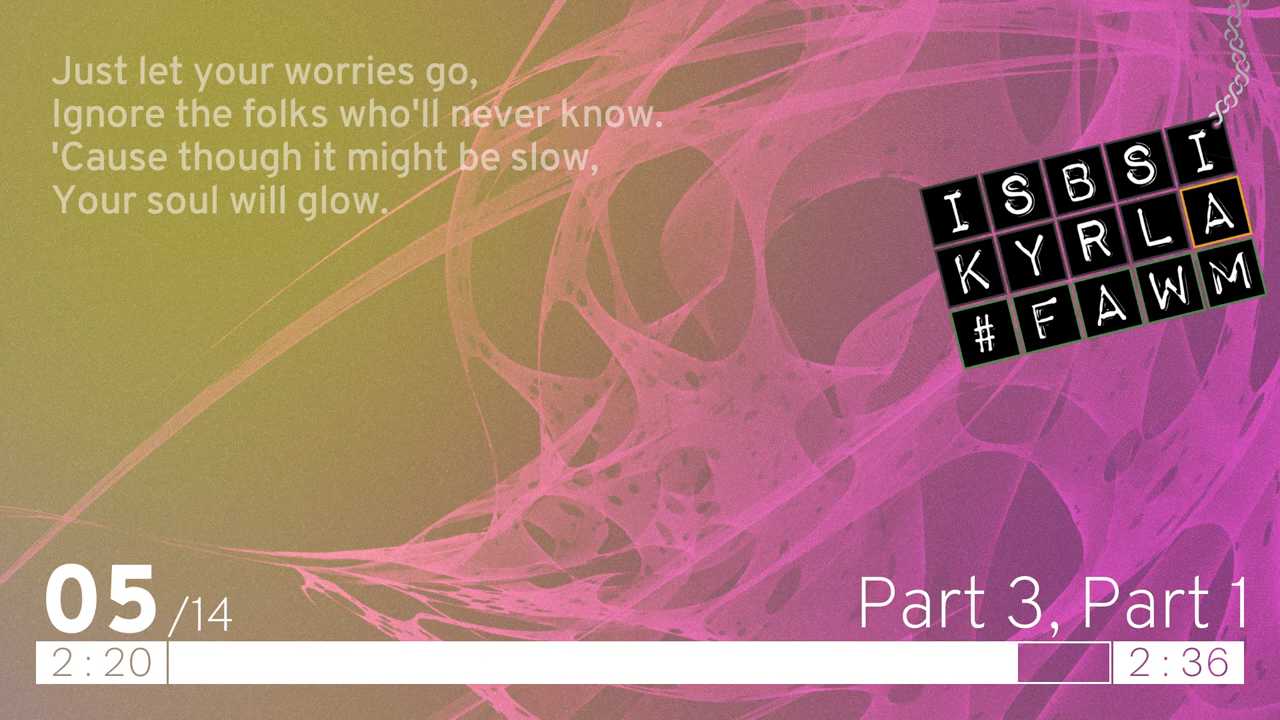 Just let your worries go,
Ignore the folks who'll never know.
'Cause though it might be slow,
Your soul will glow.
ISBSI
KYRLA
#FAWM
05/14
Part 3, Part 1
2:20
2:36